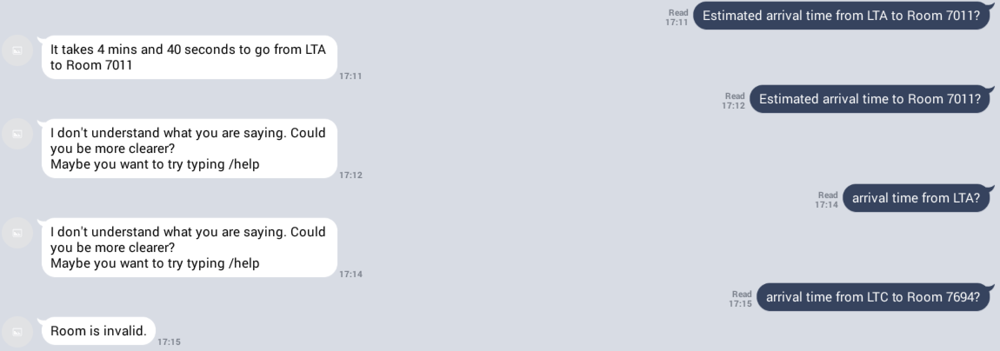 Estimated arrival time from LTA to Room 7011?
Read
17:11
It takes 4 mins and 40 seconds to go from LTA
to Room 7011
17:11
Estimated arrival time to Room 7011?
Read
17:12
I don't understand what you are saying. Could
you be more clearer?
Maybe you want to try typing /help
17:12
arrival time from LTA?
Read
17:14
I don't understand what you are saying. Could
you be more clearer?
Maybe you want to try typing /help
17:14
arrival time from LTC to Room 7694?
Read
17:15
Room is invalid.
17:15